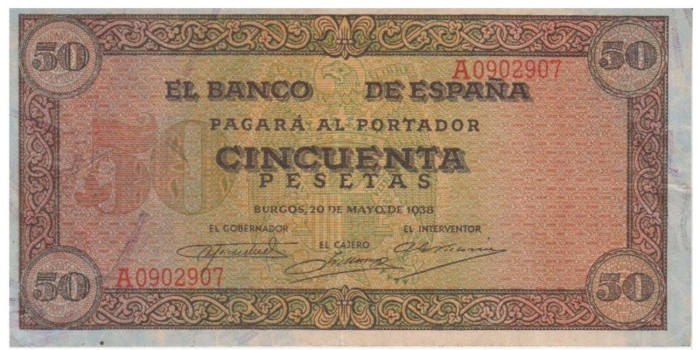 50 50
A0902907
EL BANCO DE ESPAÑA
PAGARÁ AL PORTADOR
50
CINCUENTA
PESETAS
BURGOS, 20 DE MAYO, DE 1938
EL GOBERNADOR EL INTERVENTOR
EL CAJERO
A0902907
50 50